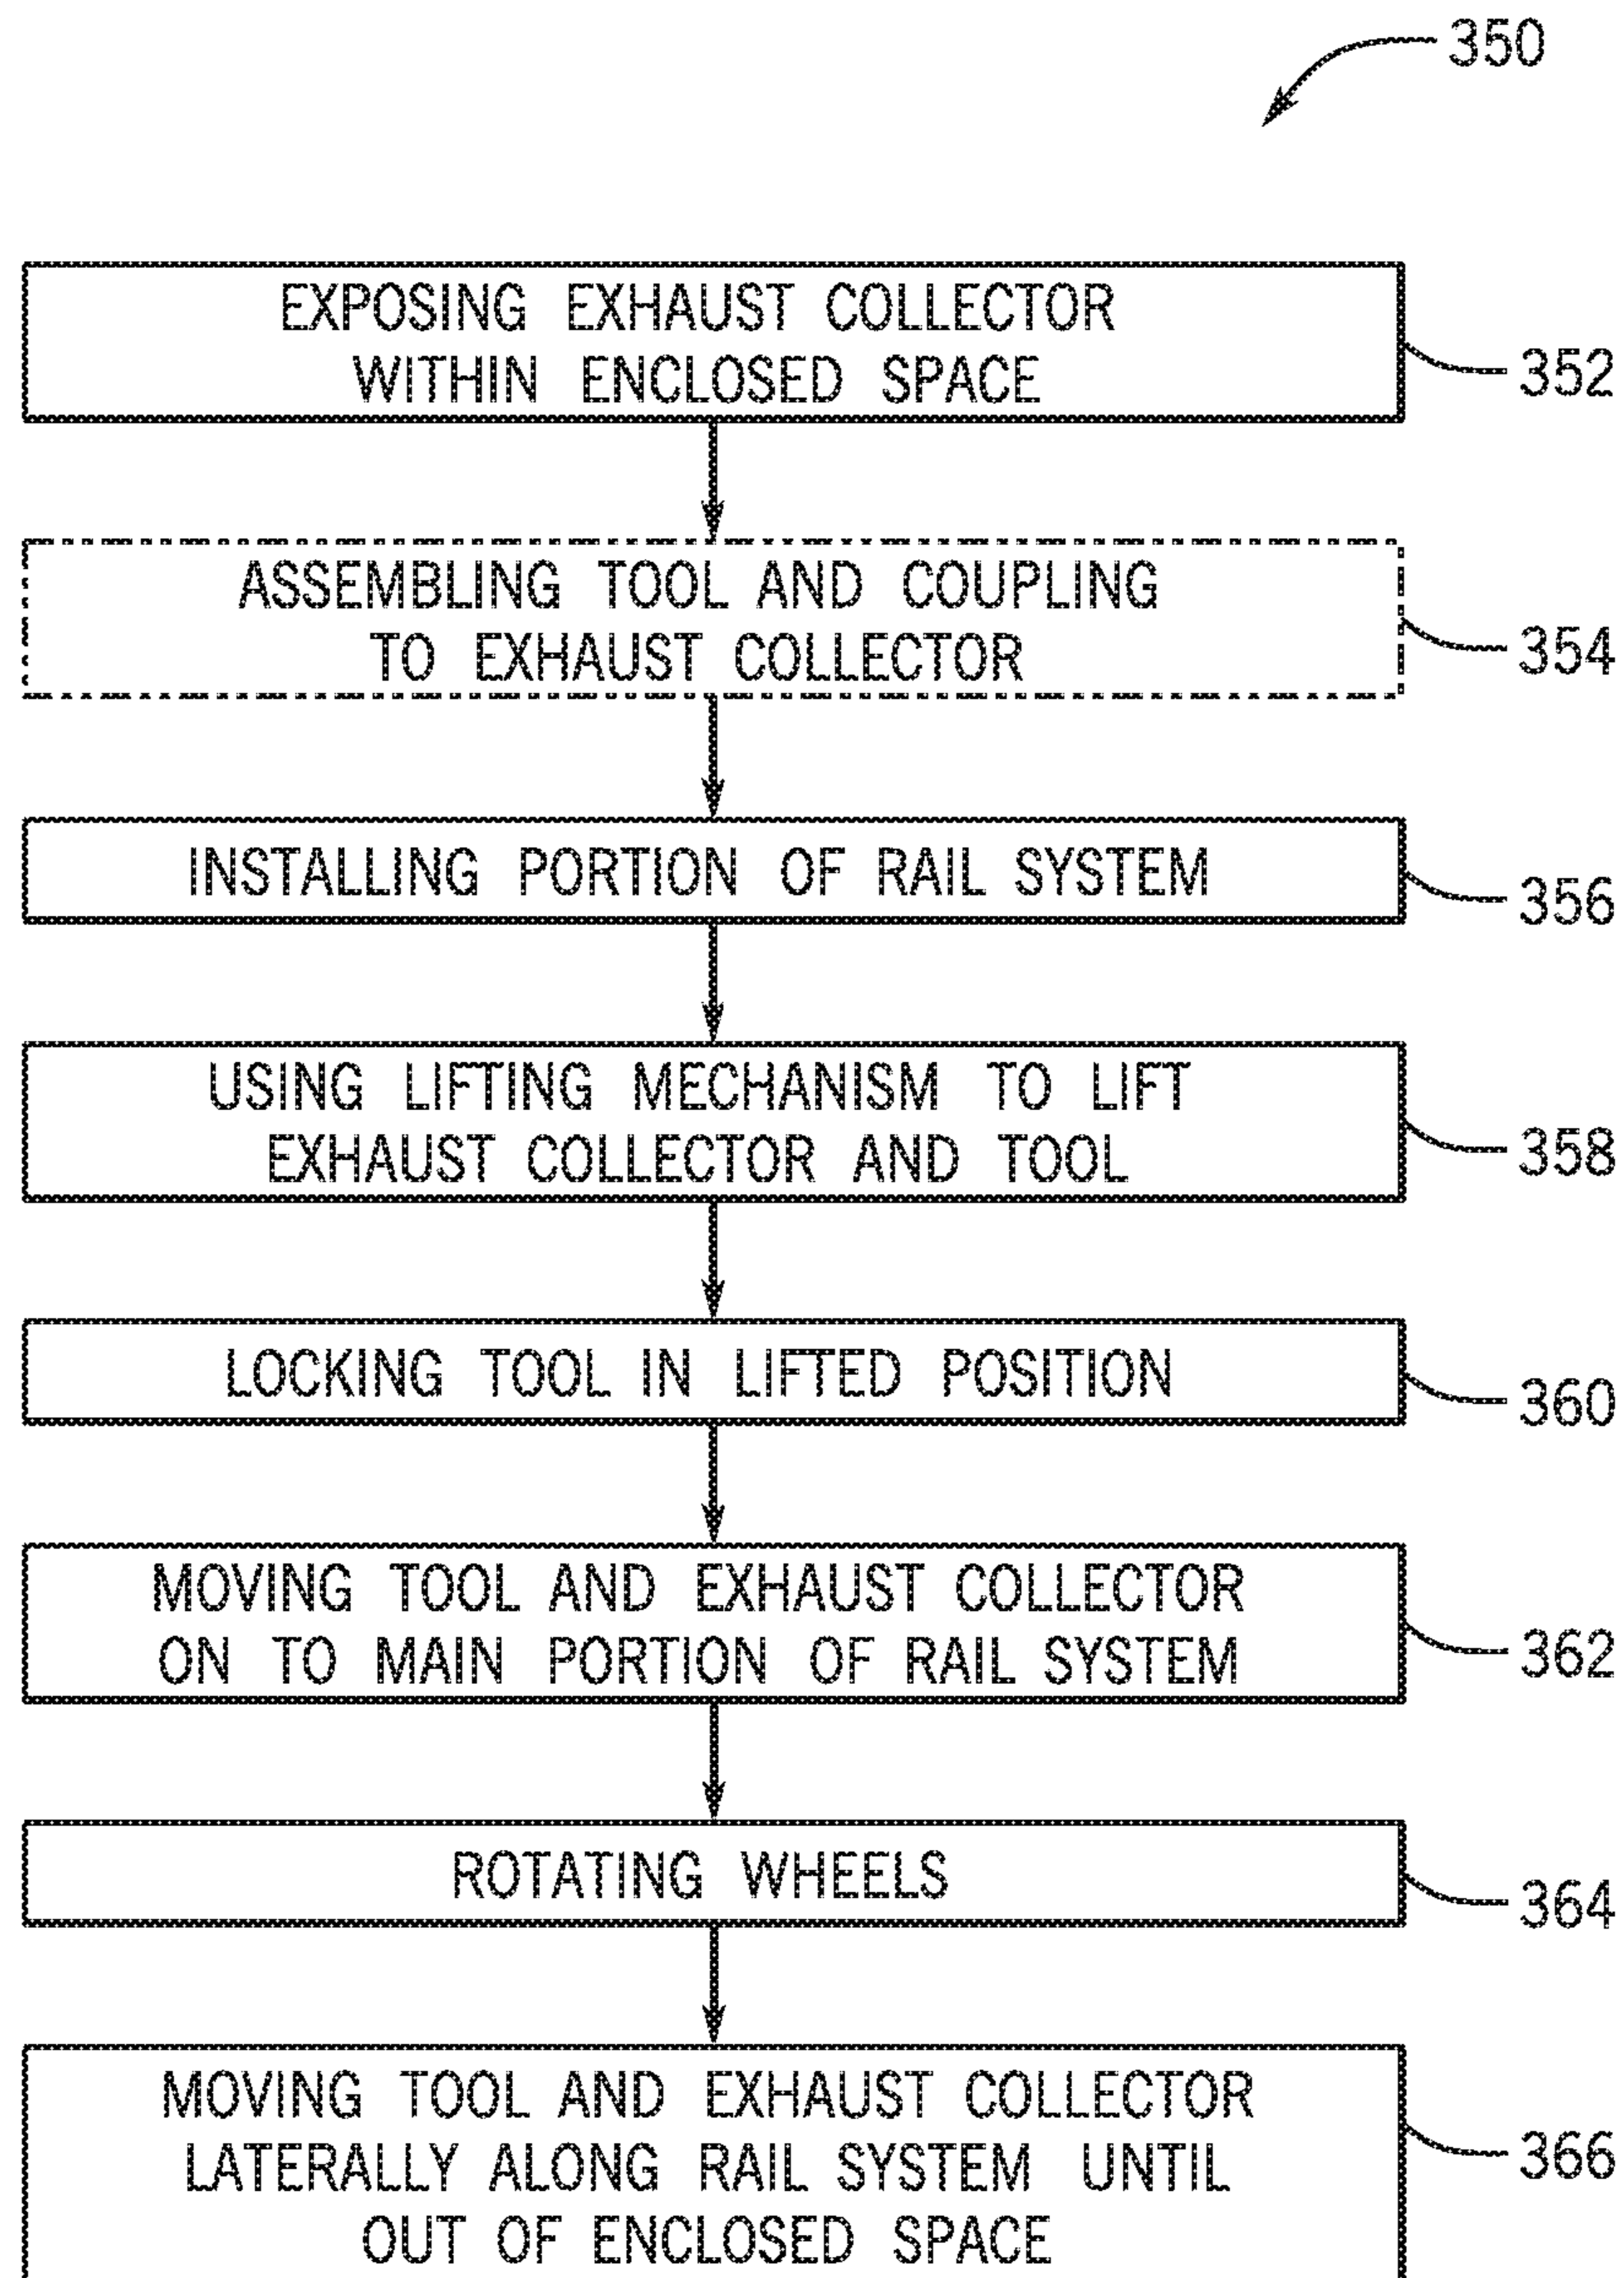 350
EXPOSING EXHAUST COLLECTOR
WITHIN ENCLOSED SPACE
352
ASSEMBLING TOOL AND COUPLING
TO EXHAUST COLLECTOR
354
INSTALLING PORTION OF RAIL SYSTEM
356
USING LIFTING MECHANISM TO LIFT
EXHAUST COLLECTOR AND TOOL
358
LOCKING TOOL IN LIFTED POSITION
360
MOVING TOOL AND EXHAUST COLLECTOR
ON TO MAIN PORTION OF RAIL SYSTEM
362
ROTATING WHEELS
364
MOVING TOOL AND EXHAUST COLLECTOR
LATERALLY ALONG RAIL SYSTEM UNTIL
OUT OF ENCLOSED SPACE
366